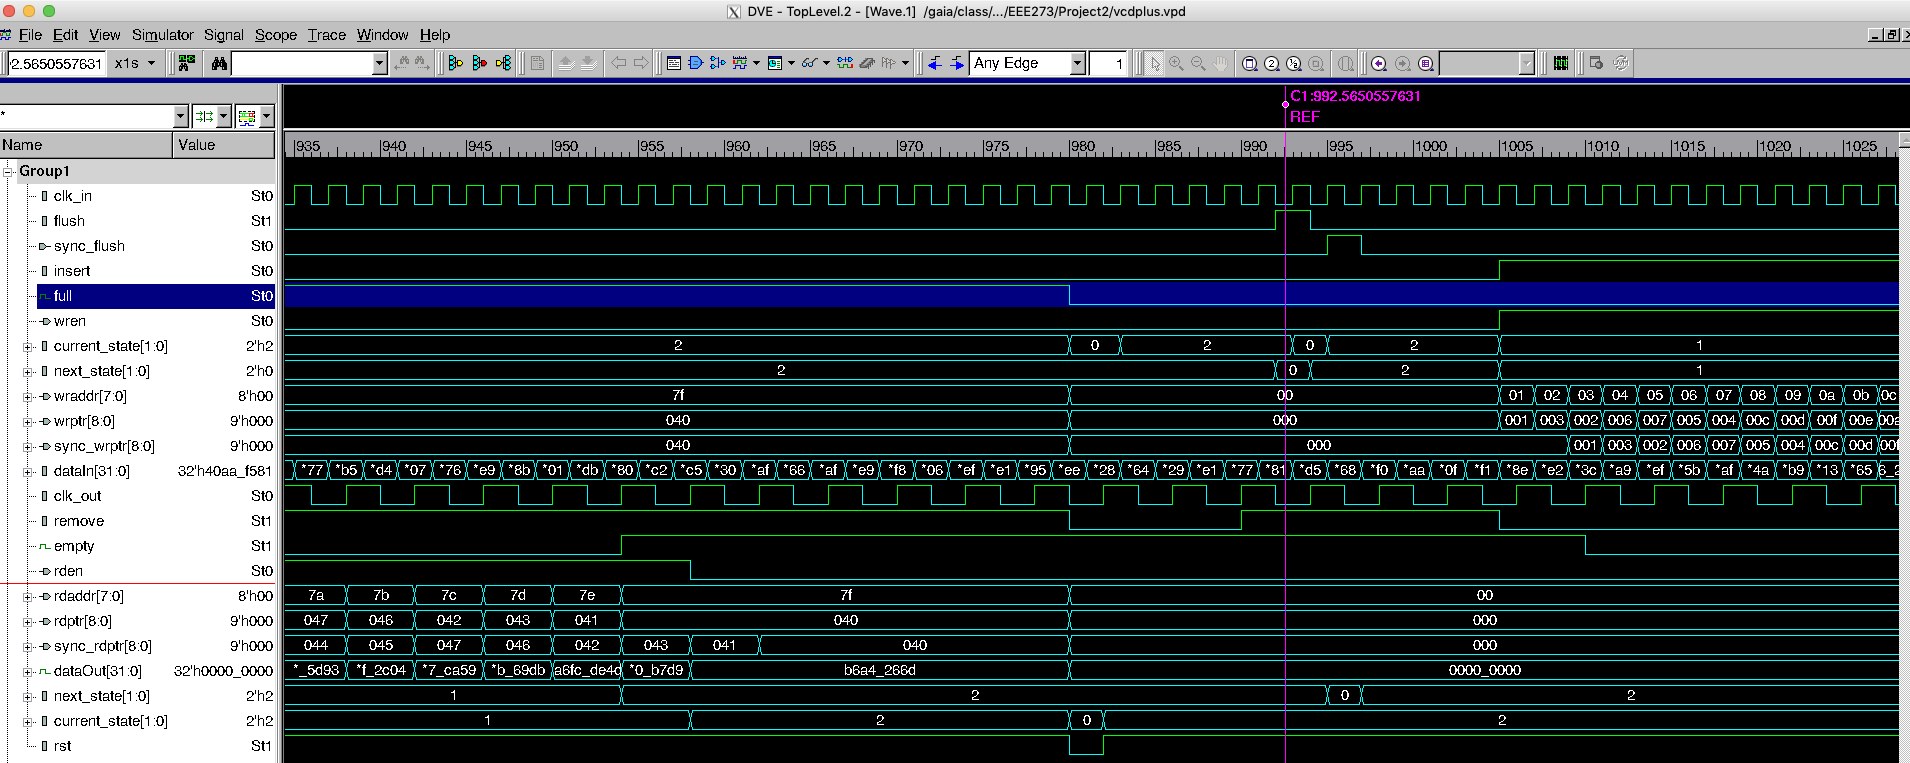 DVE - TopLevel.2 - [Wave.1] /gaia/class/.../EEE273/Project2/vcdplus.vpd
File Edit View Simulator Signal Scope Trace Window Help
2.5650557631 x1s Any Edge 1
C1:992.5650557631
REF
*
Name Value 935 940 945 950 955 960 965 970 975 980 985 990 995 1000 1005 1010 1015 1020 1025
Group1
clk_in St0
flush St1
sync_flush St0
insert St0
full St0
wren St0
current_state[1:0] 2'h2 2 0 2 0 2 1
next_state[1:0] 2'h0 2 0 2 1
wraddr[7:0] 8'h00 7f 00 01 02 03 04 05 06 07 08 09 0a 0b 0c
wrptr[8:0] 9'h000 040 000 001 003 002 006 007 005 004 00c 00d 00f 00e 00a
sync_wrptr[8:0] 9'h000 040 000 001 003 002 006 007 005 004 00c 00d 00f
dataIn[31:0] 32'h40aa_f581 *77 *b5 *d4 *07 *76 *e9 *8b *01 *db *80 *c2 *c5 *30 *af *66 *af *e9 *f8 *06 *ef *e1 *95 *ee *28 *64 *29 *e1 *77 *81 *d5 *68 *f0 *aa *0f *f1 *8e *e2 *3c *a9 *ef *5b *af *4a *b9 *13 *65
clk_out St0
remove St1
empty St1
rden St0
rdaddr[7:0] 8'h00 7a 7b 7c 7d 7e 7f 00
rdptr[8:0] 9'h000 047 046 042 043 041 040 000
sync_rdptr[8:0] 9'h000 044 045 047 046 042 043 041 040 000
dataOut[31:0] 32'h0000_0000 *_5d93 *f_2c04 *7_ca59 *b_69db a6fc_de4d *0_b7d9 b6a4_266d 0000_0000
next_state[1:0] 2'h2 1 2 0 2
current_state[1:0] 2'h2 1 2 0 2
rst St1